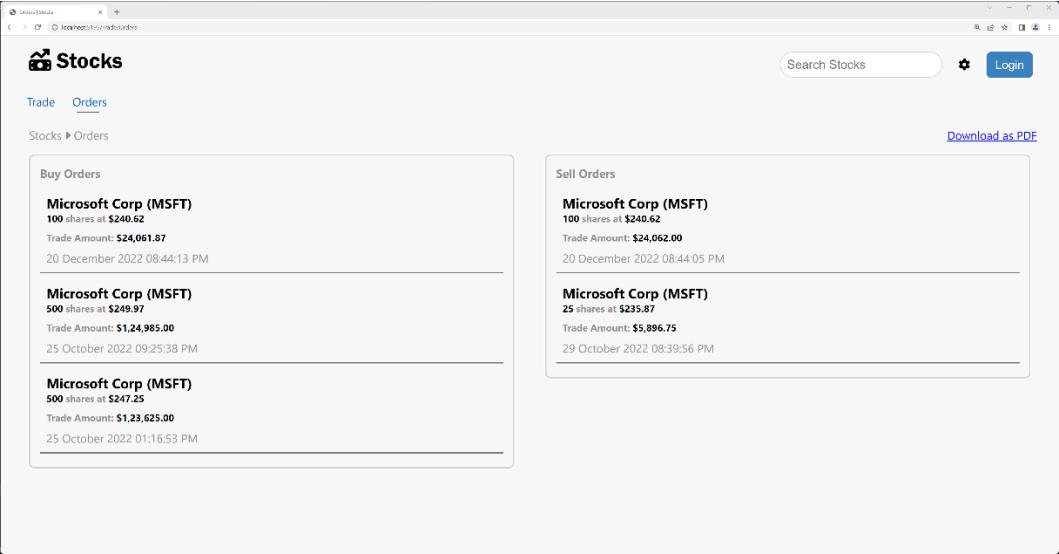 Orders | Stocks
localhost:5195/Trade/Orders
Stocks
Search Stocks
Login
Trade
Orders
Stocks Orders
Download as PDF
Buy Orders
Microsoft Corp (MSFT)
100 shares at $240.62
Trade Amount: $24,061.87
20 December 2022 08:44:13 PM
Microsoft Corp (MSFT)
500 shares at $249.97
Trade Amount: $1,24,985.00
25 October 2022 09:25:38 PM
Microsoft Corp (MSFT)
500 shares at $247.25
Trade Amount: $1,23,625.00
25 October 2022 01:16:53 PM
Sell Orders
Microsoft Corp (MSFT)
100 shares at $240.62
Trade Amount: $24,062.00
20 December 2022 08:44:05 PM
Microsoft Corp (MSFT)
25 shares at $235.87
Trade Amount: $5,896.75
29 October 2022 08:39:56 PM